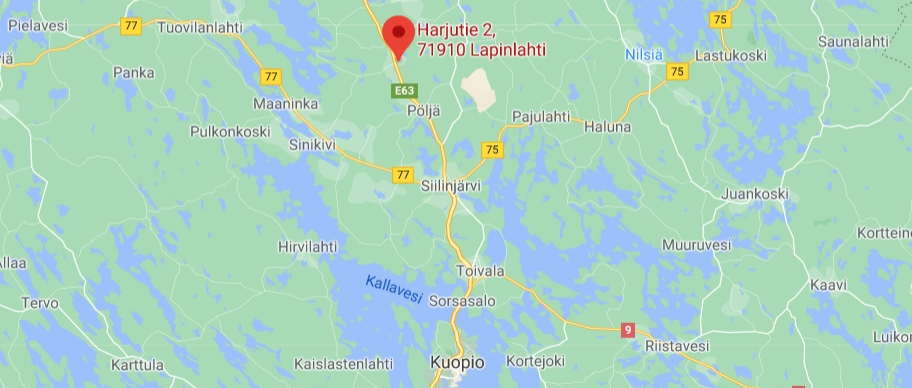 Pielavesi
77
Tuovilanlahti
Harjutie 2,
71910 Lapinlahti
75
Saunalahti
iä
Nilsiä
Lastukoski
Panka
77
75
Maaninka
E63
Pöljä
Pajulahti
Haluna
Pulkonkoski
Sinikivi
75
77
Siilinjärvi
Juankoski
Hirvilahti
Muuruvesi
Kortteine
Allaa
Toivala
Kallavesi
Kaavi
Tervo
Sorsasalo
9
Riistavesi
Luikon
Karttula
Kaislastenlahti
Kuopio
Kortejoki